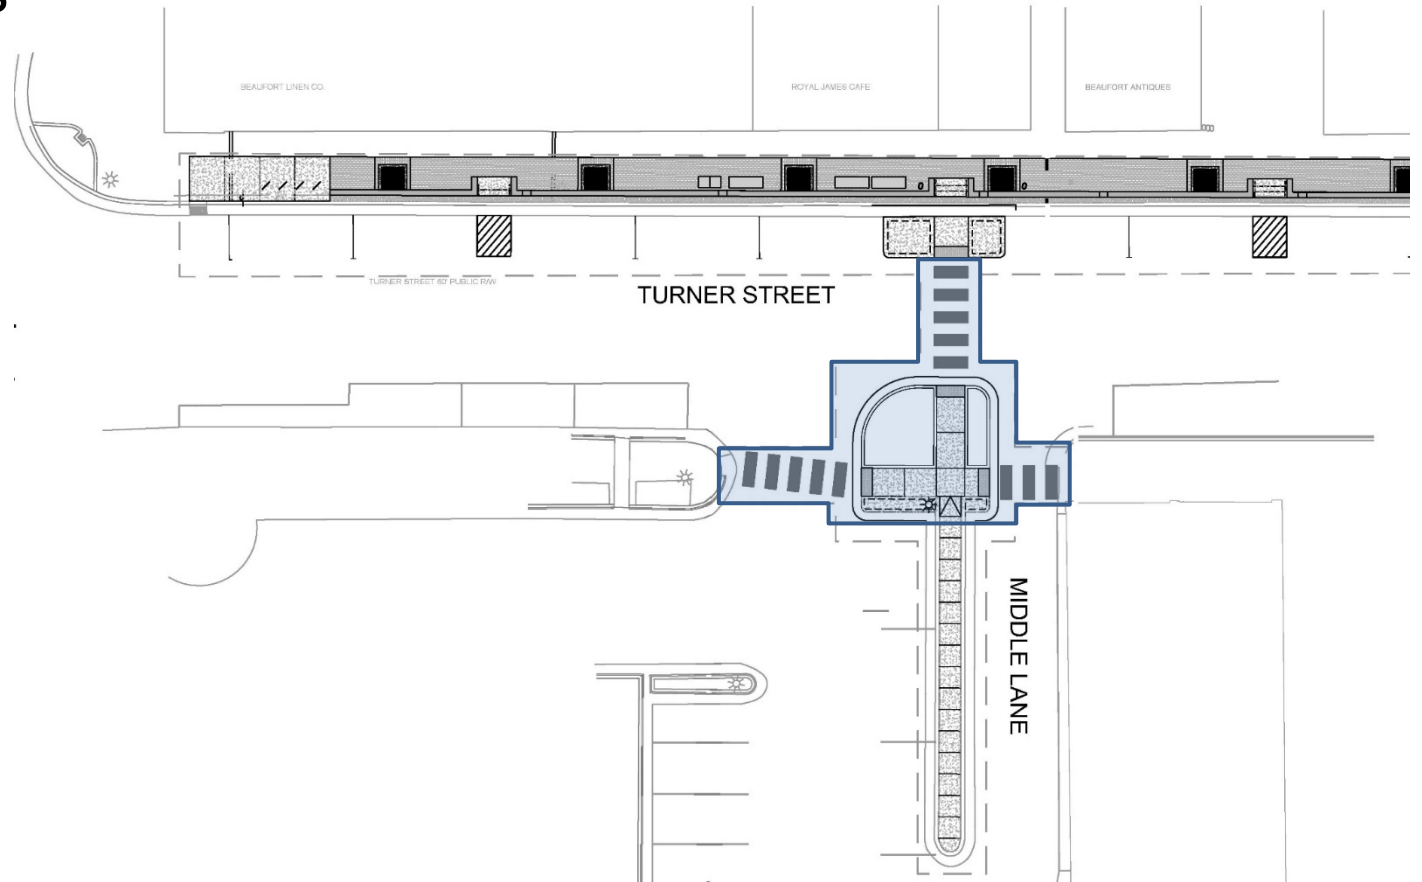 BEAUFORT LINEN CO.
ROYAL JAMES CAFE
BEAUFORT ANTIQUES
TURNER STREET 60' PUBLIC R/W
TURNER STREET
MIDDLE LANE